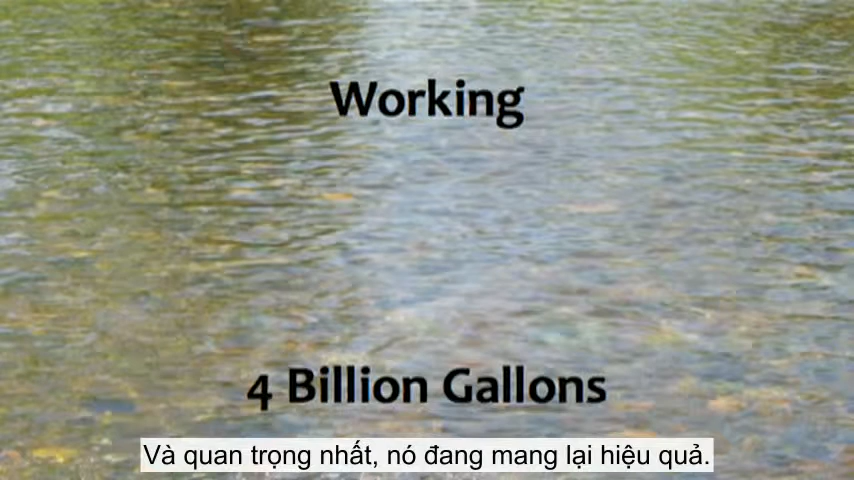 Working
4 Billion Gallons
Và quan trọng nhất, nó đang mang lại hiệu quả.